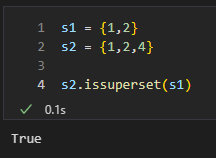 1 s1 = {1,2}
2 s2 = {1,2,4}
3
4 s2.issuperset(s1)
0.1s
True